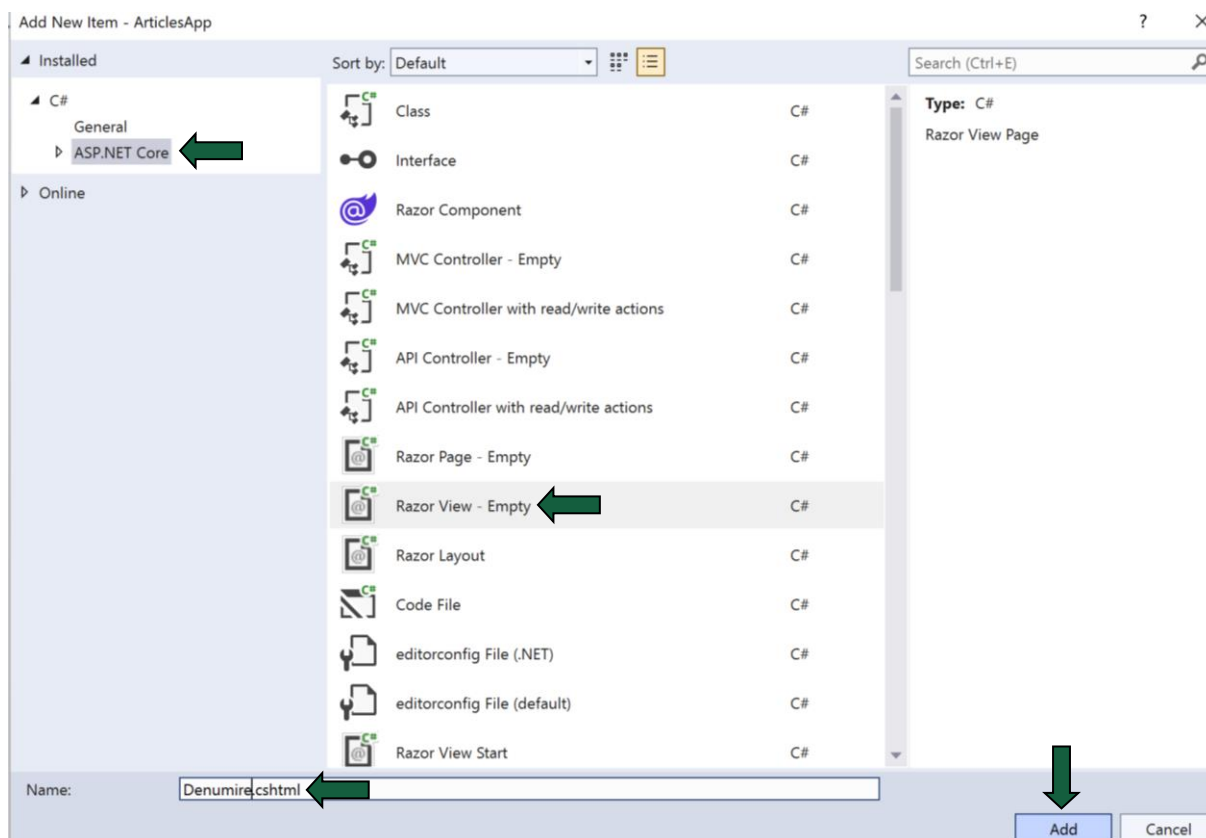 Add New Item - ArticlesApp
? ×
Installed
Sort by: Default
Search (Ctrl+E)
C#
General
ASP.NET Core
Online
Class C#
Interface C#
Razor Component C#
MVC Controller - Empty C#
MVC Controller with read/write actions C#
API Controller - Empty C#
API Controller with read/write actions C#
Razor Page - Empty C#
Razor View - Empty C#
Razor Layout C#
Code File C#
editorconfig File (.NET) C#
editorconfig File (default) C#
Razor View Start C#
Type: C#
Razor View Page
Name: Denumire.cshtml
Add Cancel